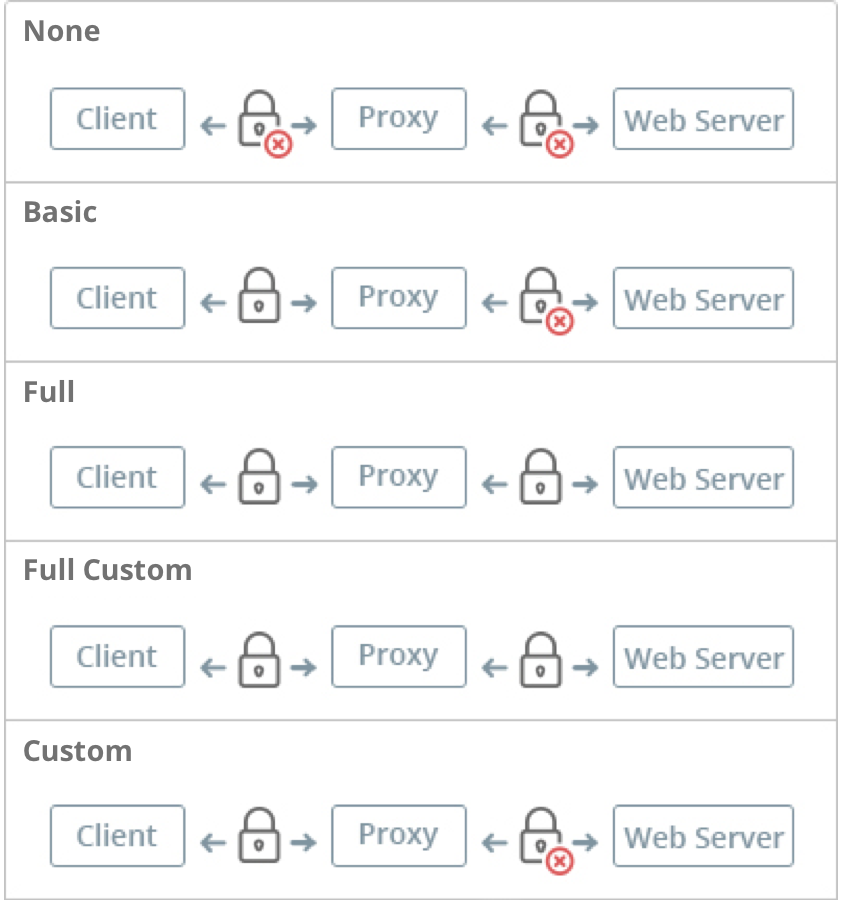 None
Client Proxy Web Server
Basic
Client Proxy Web Server
Full
Client Proxy Web Server
Full Custom
Client Proxy Web Server
Custom
Client Proxy Web Server